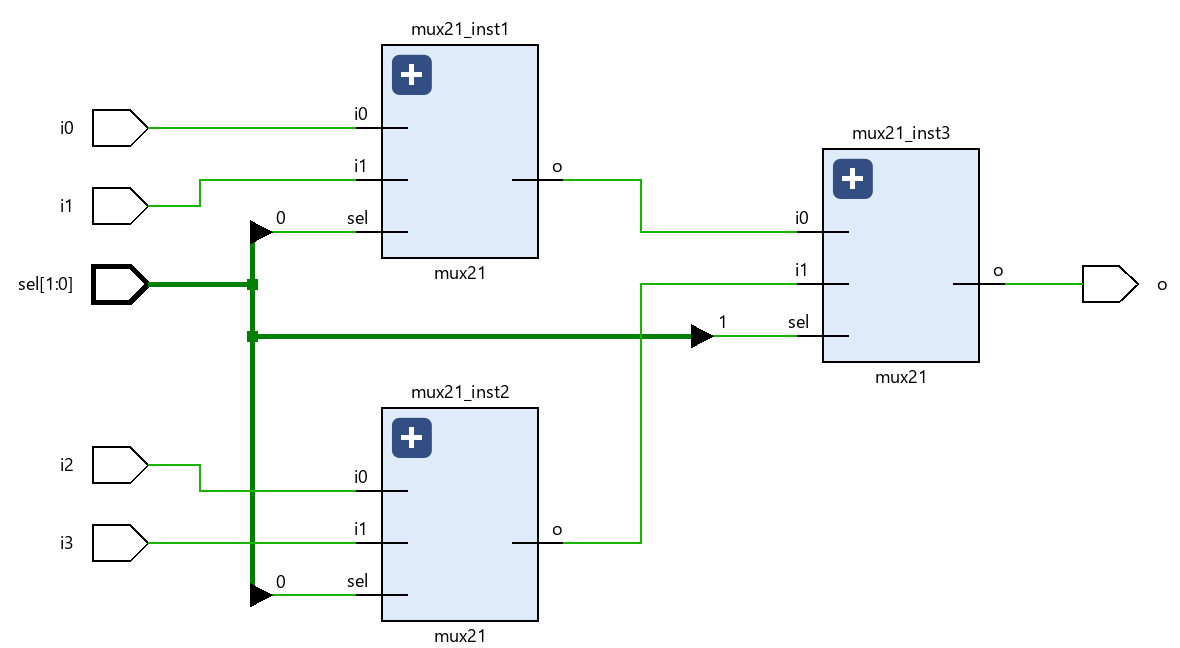 mux21_inst1
i0
i0
i1
o
i1
0
sel
sel[1:0]
mux21
mux21_inst3
i0
i1
o
o
1
sel
mux21
mux21_inst2
i2
i0
i3
i1
o
0
sel
mux21